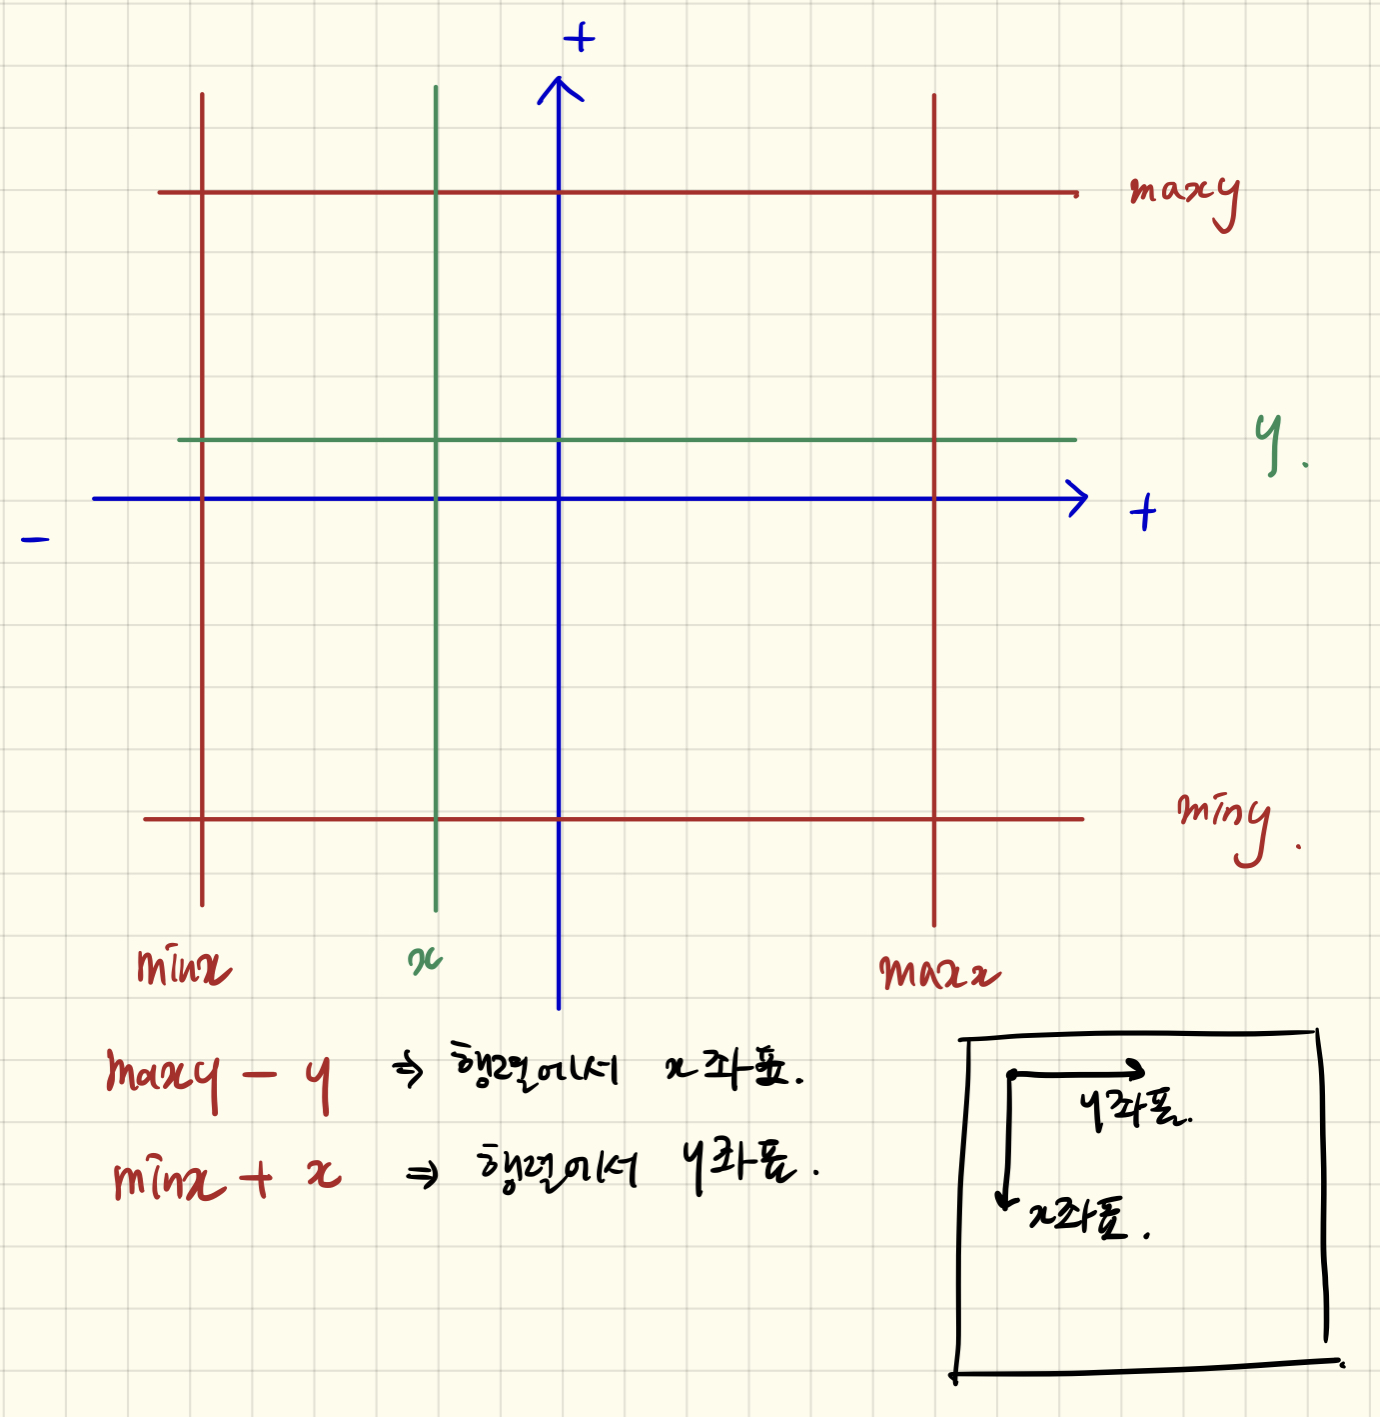 +
maxy
y.
+
-
miny.
minx
x
maxx
maxy - y ⇒ 행렬에서 x좌표.
minx + x ⇒ 행렬에서 y좌표.
y좌표.
x좌표.